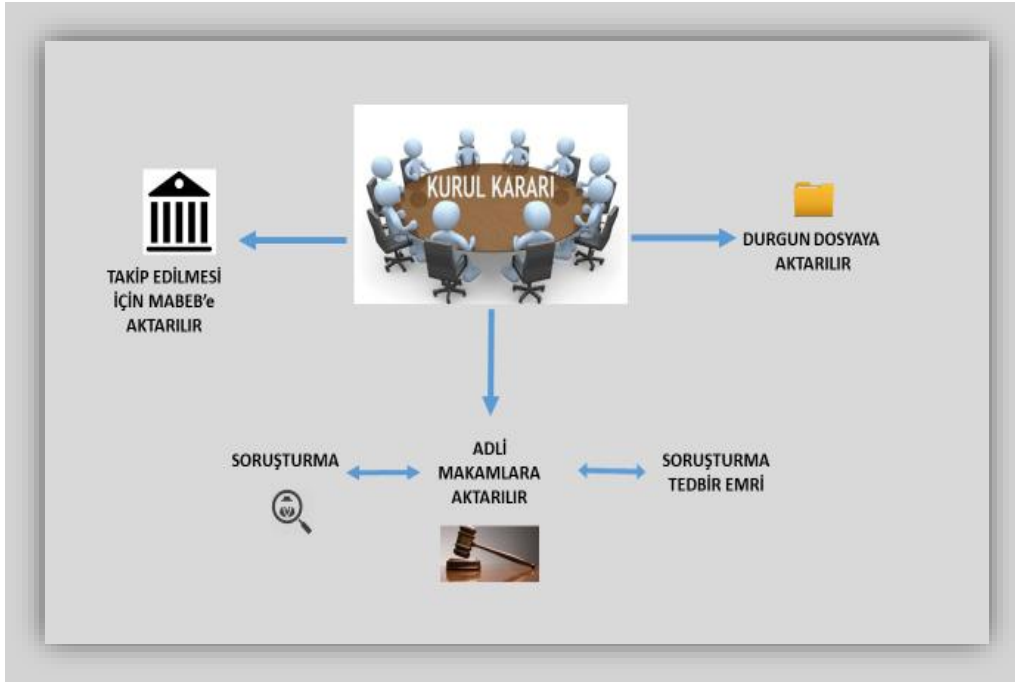 KURUL KARARI
TAKİP EDİLMESİ
İÇİN MABEB'e
AKTARILIR
DURGUN DOSYAYA
AKTARILIR
SORUŞTURMA
ADLİ
MAKAMLARA
AKTARILIR
SORUŞTURMA
TEDBİR EMRİ